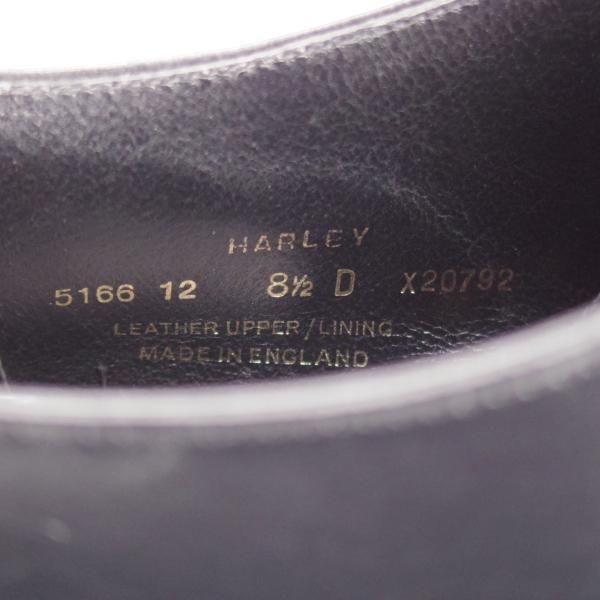 HARLEY
5166 12 8½ D X20792
LEATHER UPPER/LINING
MADE IN ENGLAND